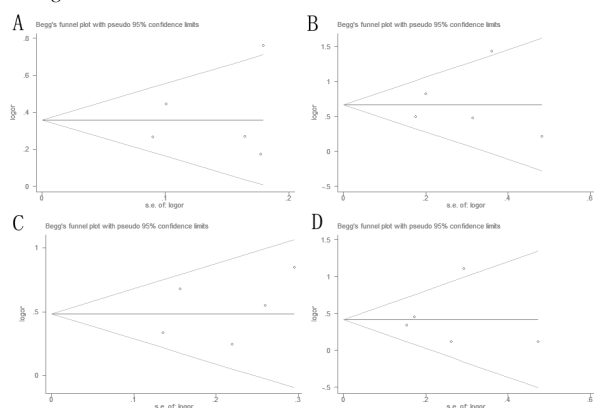 A
Begg's funnel plot with pseudo 95% confidence limits
logor
.8
.6
.4
.2
0
0
.1
.2
s.e. of: logor
B
Begg's funnel plot with pseudo 95% confidence limits
logor
1.5
1
.5
0
-.5
0
.2
.4
.6
s.e. of: logor
C
Begg's funnel plot with pseudo 95% confidence limits
logor
1
.5
0
0
.1
.2
.3
s.e. of: logor
D
Begg's funnel plot with pseudo 95% confidence limits
logor
1.5
1
.5
0
-.5
0
.2
.4
.6
s.e. of: logor